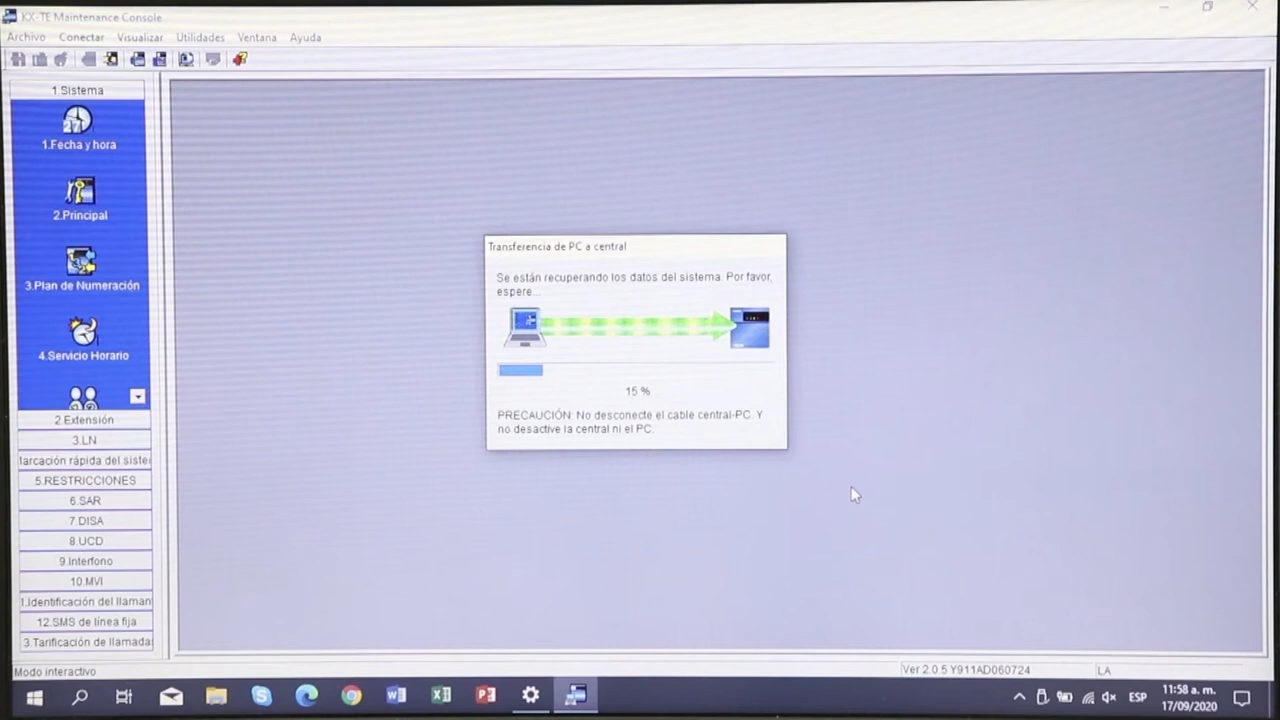 KX-TE Maintenance Console
Archivo Conectar Visualizar Utilidades Ventana Ayuda
1.Sistema
27
1.Fecha y hora
2.Principal
3.Plan de Numeración
4.Servicio Horario
2.Extensión
3.LN
larcación rápida del sister
5.RESTRICCIONES
6.SAR
7.DISA
8.UCD
9.Interfono
10.MVI
1.Identificación del llaman
12.SMS de línea fija
3.Tarificación de llamada
Transferencia de PC a central
Se están recuperando los datos del sistema. Por favor,
espere...
15 %
PRECAUCIÓN: No desconecte el cable central-PC. Y
no desactive la central ni el PC.
Modo interactivo
Ver 2.0.5 Y911AD060724
LA
ESP
11:58 a. m.
17/09/2020